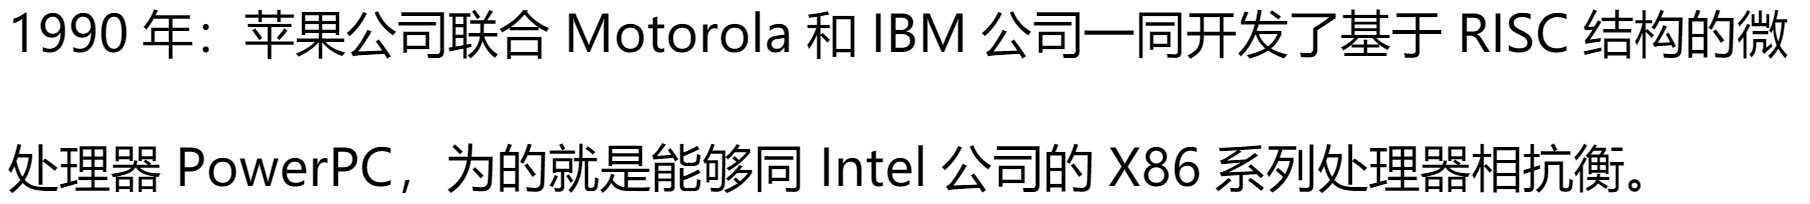 1990 年：苹果公司联合 Motorola 和 IBM 公司一同开发了基于 RISC 结构的微
处理器 PowerPC，为的就是能够同 Intel 公司的 X86 系列处理器相抗衡。